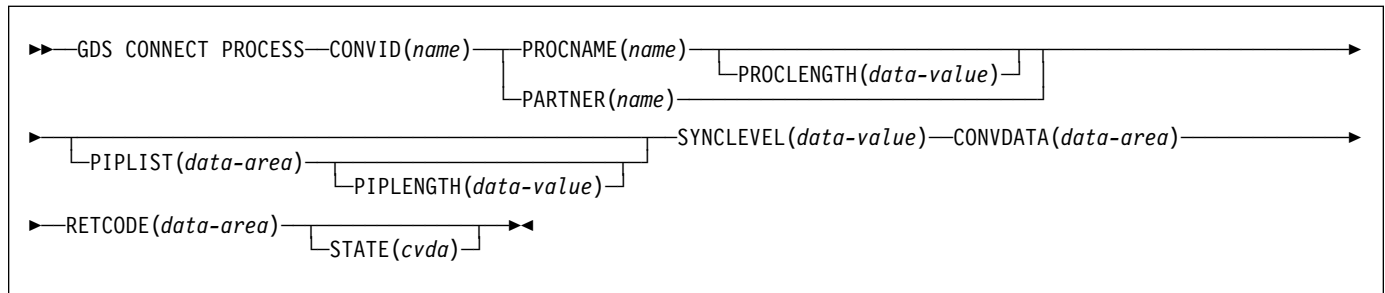 GDS CONNECT PROCESS CONVID(name) PROCNAME(name)
PROCLENGTH(data-value)
PARTNER(name)
SYNCLEVEL(data-value) CONVDATA(data-area)
PIPLIST(data-area)
PIPLENGTH(data-value)
RETCODE(data-area)
STATE(cvda)